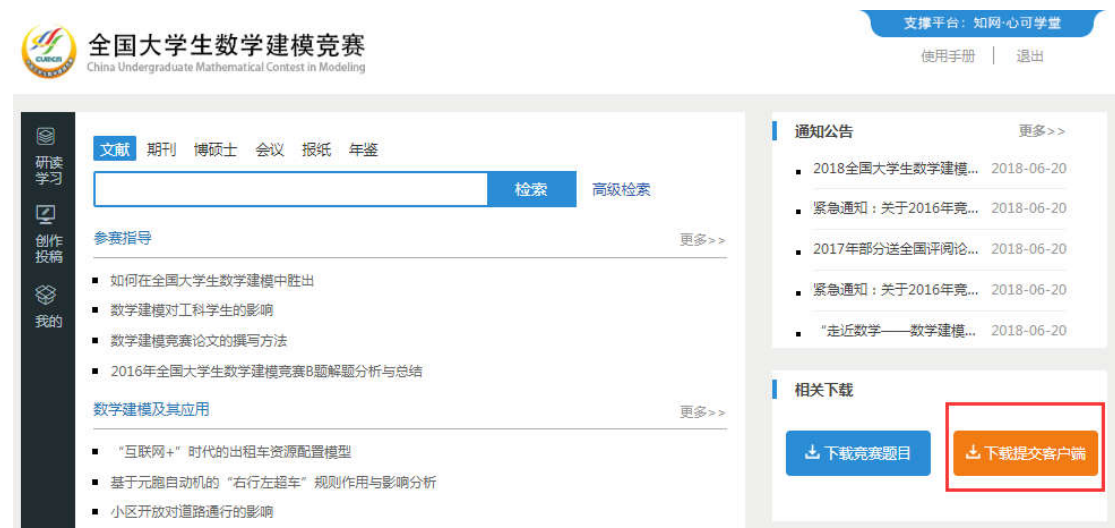 支撑平台：知网·心可学堂
全国大学生数学建模竞赛
China Undergraduate Mathematical Contest in Modeling
使用手册 | 退出
CUMCM
研读
学习
创作
投稿
我的
文献 期刊 博硕士 会议 报纸 年鉴
检索 高级检索
参赛指导 更多>>
如何在全国大学生数学建模中胜出
数学建模对工科学生的影响
数学建模竞赛论文的撰写方法
2016年全国大学生数学建模竞赛B题解题分析与总结
数学建模及其应用 更多>>
“互联网+”时代的出租车资源配置模型
基于元胞自动机的“右行左超车”规则作用与影响分析
小区开放对道路通行的影响
通知公告 更多>>
2018全国大学生数学建模... 2018-06-20
紧急通知：关于2016年竞... 2018-06-20
2017年部分送全国评阅论... 2018-06-20
紧急通知：关于2016年竞... 2018-06-20
“走近数学——数学建模... 2018-06-20
相关下载
下载竞赛题目 下载提交客户端